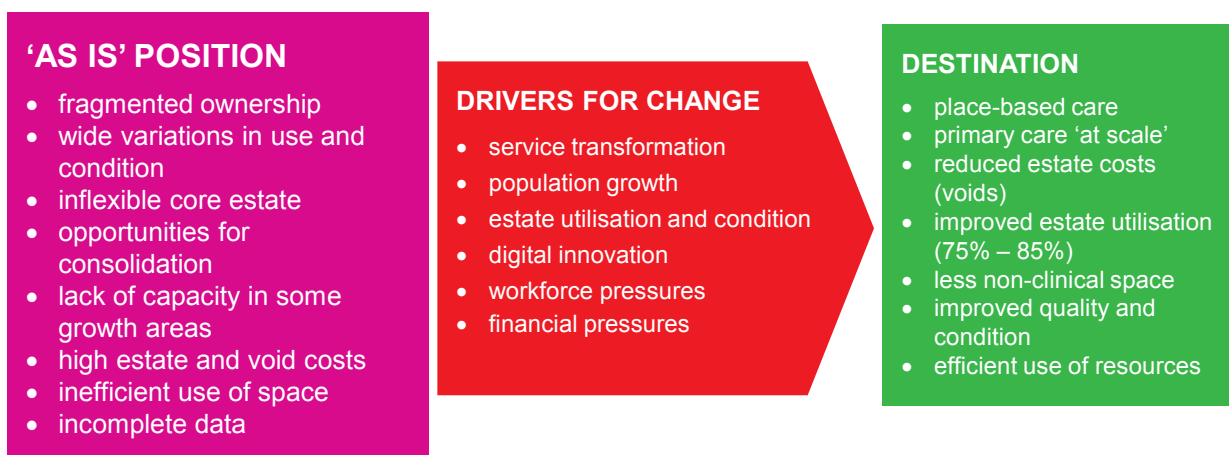 ‘AS IS’ POSITION
• fragmented ownership
• wide variations in use and
condition
• inflexible core estate
• opportunities for
consolidation
• lack of capacity in some
growth areas
• high estate and void costs
• inefficient use of space
• incomplete data
DRIVERS FOR CHANGE
• service transformation
• population growth
• estate utilisation and condition
• digital innovation
• workforce pressures
• financial pressures
DESTINATION
• place-based care
• primary care ‘at scale’
• reduced estate costs
(voids)
• improved estate utilisation
(75% – 85%)
• less non-clinical space
• improved quality and
condition
• efficient use of resources